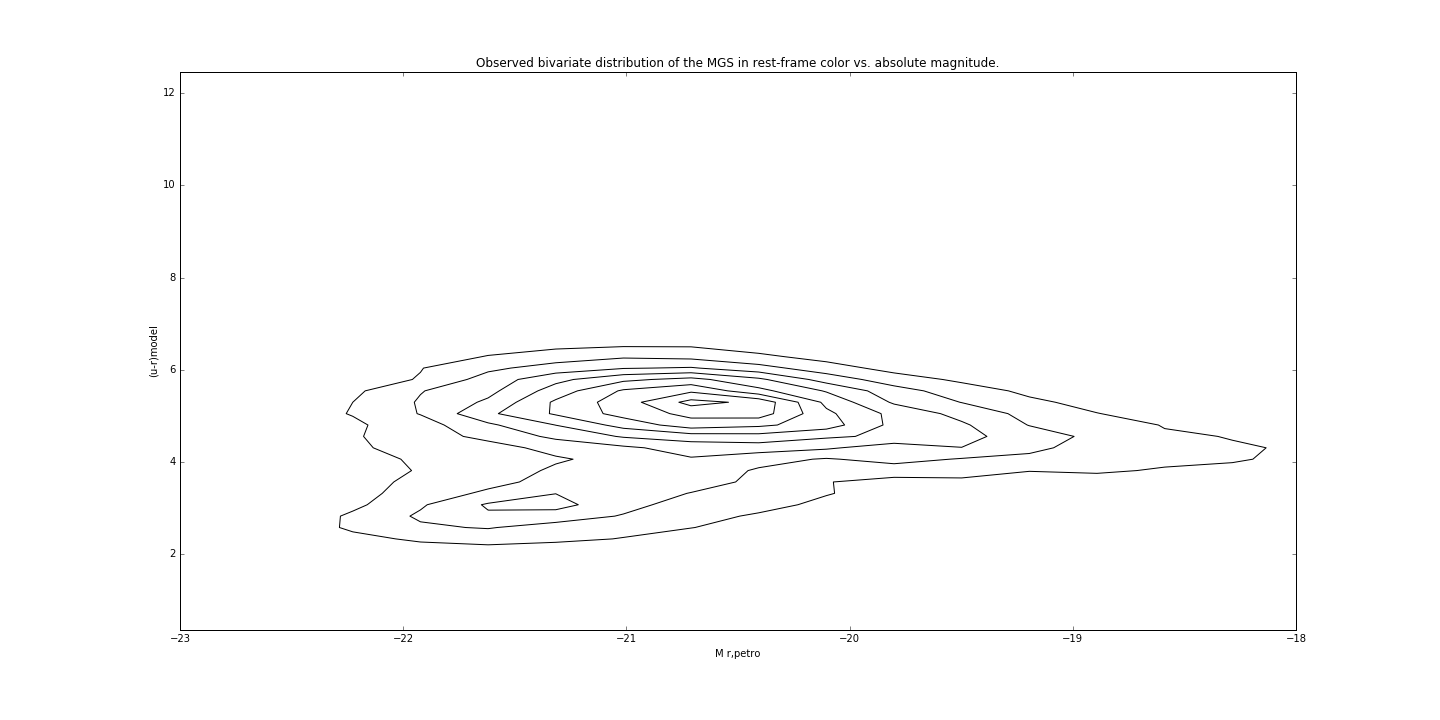 Observed bivariate distribution of the MGS in rest-frame color vs. absolute magnitude.
12
10
8
6
4
2
(u-r)model
−23 −22 −21 −20 −19 −18
M r,petro